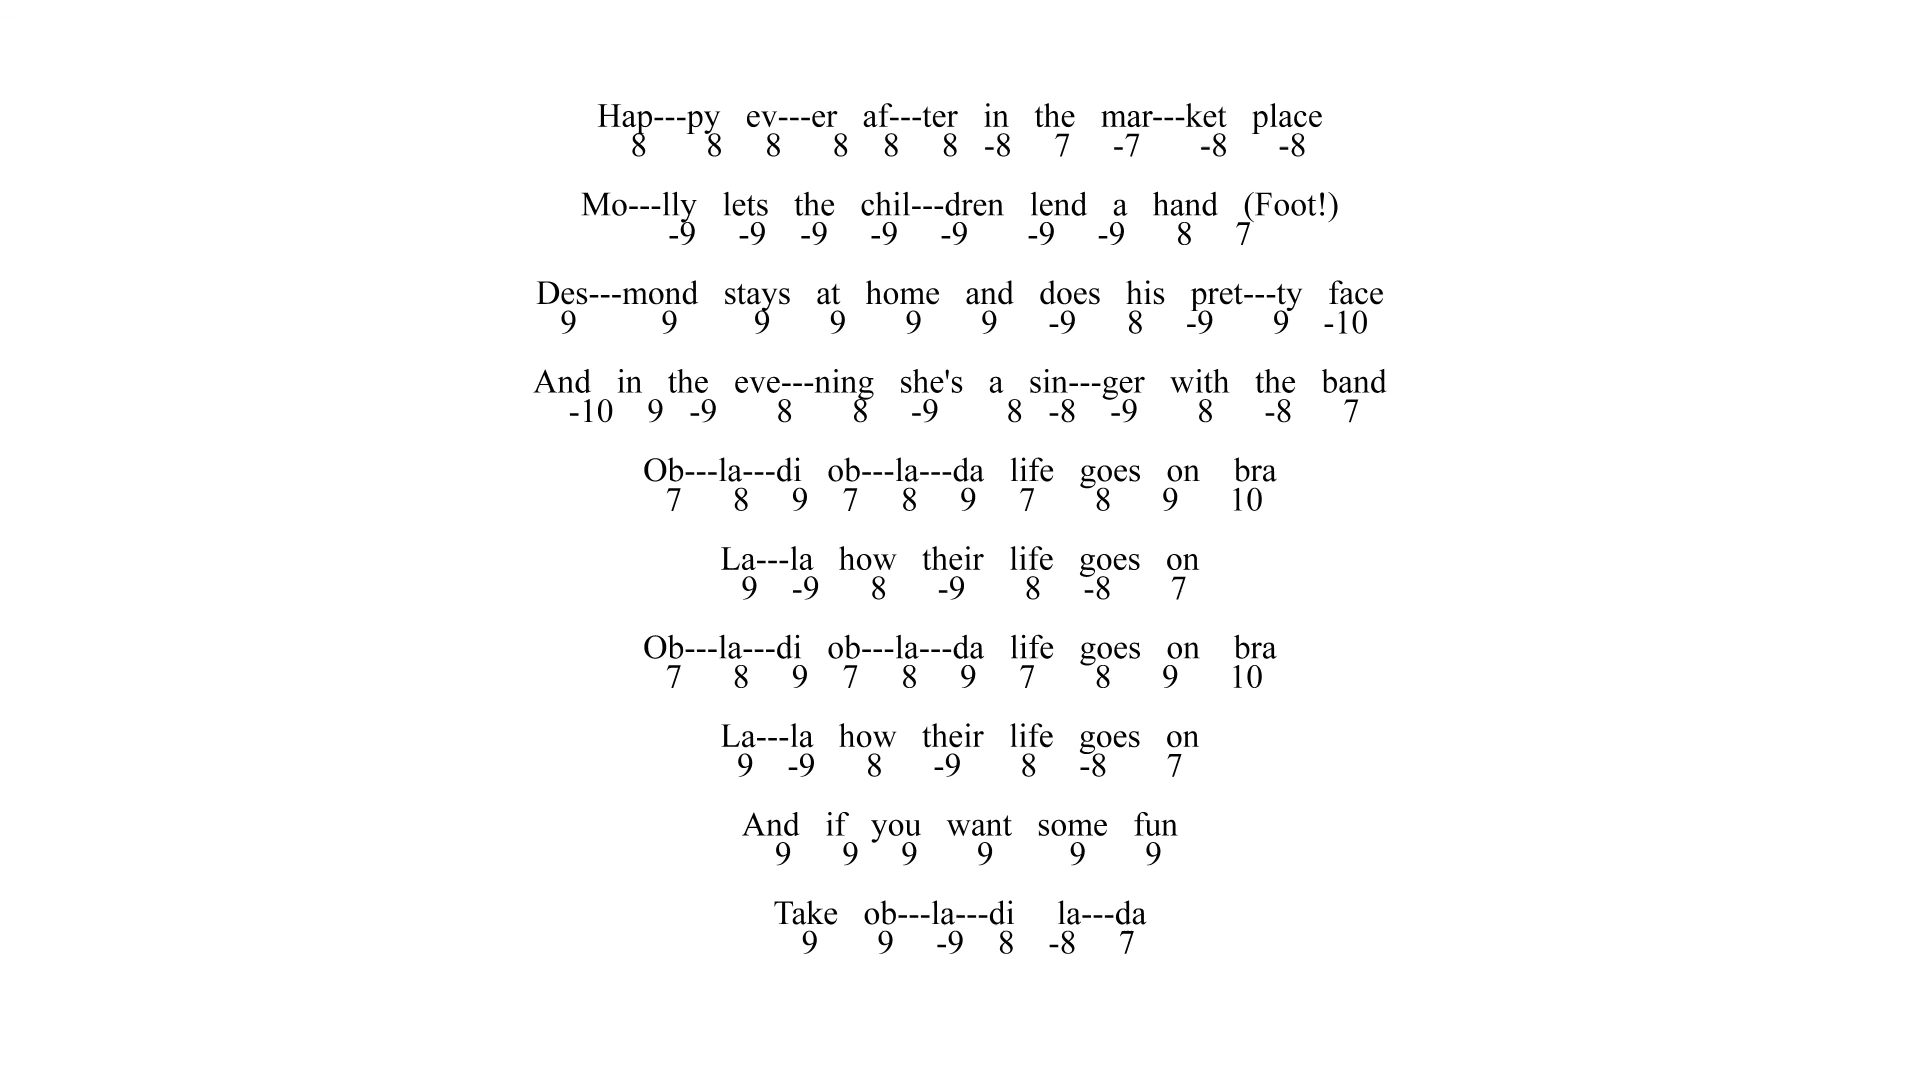 Hap---py ev---er af---ter in the mar---ket place
8 8 8 8 8 8 -8 7 -7 -8 -8
Mo---lly lets the chil---dren lend a hand (Foot!)
-9 -9 -9 -9 -9 -9 -9 8 7
Des---mond stays at home and does his pret---ty face
9 9 9 9 9 9 -9 8 -9 9 -10
And in the eve---ning she's a sin---ger with the band
-10 9 -9 8 8 -9 8 -8 -9 8 -8 7
Ob---la---di ob---la---da life goes on bra
7 8 9 7 8 9 7 8 9 10
La---la how their life goes on
9 -9 8 -9 8 -8 7
Ob---la---di ob---la---da life goes on bra
7 8 9 7 8 9 7 8 9 10
La---la how their life goes on
9 -9 8 -9 8 -8 7
And if you want some fun
9 9 9 9 9 9
Take ob---la---di la---da
9 9 -9 8 -8 7